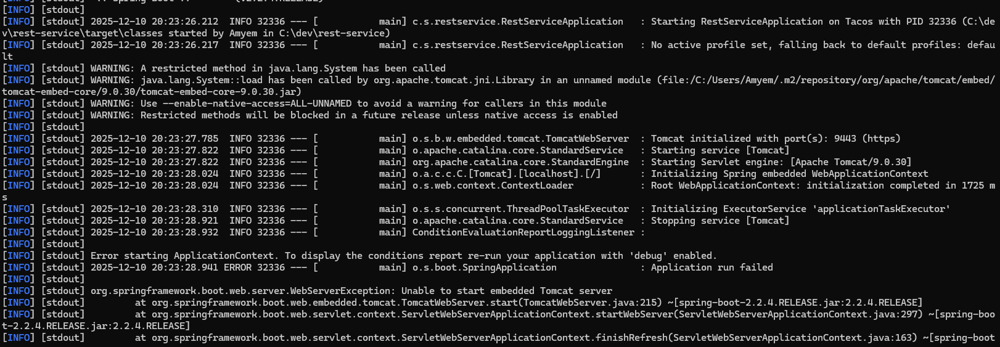 [INFO] [stdout]
[INFO] [stdout] 2025-12-10 20:23:26.212  INFO 32336 --- [           main] c.s.restservice.RestServiceApplication   : Starting RestServiceApplication on Tacos with PID 32336 (C:\de
v\rest-service\target\classes started by Amyem in C:\dev\rest-service)
[INFO] [stdout] 2025-12-10 20:23:26.217  INFO 32336 --- [           main] c.s.restservice.RestServiceApplication   : No active profile set, falling back to default profiles: defau
lt
[INFO] [stdout] WARNING: A restricted method in java.lang.System has been called
[INFO] [stdout] WARNING: java.lang.System::load has been called by org.apache.tomcat.jni.Library in an unnamed module (file:/C:/Users/Amyem/.m2/repository/org/apache/tomcat/embed/
tomcat-embed-core/9.0.30/tomcat-embed-core-9.0.30.jar)
[INFO] [stdout] WARNING: Use --enable-native-access=ALL-UNNAMED to avoid a warning for callers in this module
[INFO] [stdout] WARNING: Restricted methods will be blocked in a future release unless native access is enabled
[INFO] [stdout]
[INFO] [stdout] 2025-12-10 20:23:27.785  INFO 32336 --- [           main] o.s.b.w.embedded.tomcat.TomcatWebServer  : Tomcat initialized with port(s): 9443 (https)
[INFO] [stdout] 2025-12-10 20:23:27.822  INFO 32336 --- [           main] o.apache.catalina.core.StandardService   : Starting service [Tomcat]
[INFO] [stdout] 2025-12-10 20:23:27.822  INFO 32336 --- [           main] org.apache.catalina.core.StandardEngine  : Starting Servlet engine: [Apache Tomcat/9.0.30]
[INFO] [stdout] 2025-12-10 20:23:28.024  INFO 32336 --- [           main] o.a.c.c.C.[Tomcat].[localhost].[/]       : Initializing Spring embedded WebApplicationContext
[INFO] [stdout] 2025-12-10 20:23:28.024  INFO 32336 --- [           main] o.s.web.context.ContextLoader            : Root WebApplicationContext: initialization completed in 1725 m
s
[INFO] [stdout] 2025-12-10 20:23:28.310  INFO 32336 --- [           main] o.s.s.concurrent.ThreadPoolTaskExecutor  : Initializing ExecutorService 'applicationTaskExecutor'
[INFO] [stdout] 2025-12-10 20:23:28.921  INFO 32336 --- [           main] o.apache.catalina.core.StandardService   : Stopping service [Tomcat]
[INFO] [stdout] 2025-12-10 20:23:28.932  INFO 32336 --- [           main] ConditionEvaluationReportLoggingListener :
[INFO] [stdout]
[INFO] [stdout] Error starting ApplicationContext. To display the conditions report re-run your application with 'debug' enabled.
[INFO] [stdout] 2025-12-10 20:23:28.941 ERROR 32336 --- [           main] o.s.boot.SpringApplication               : Application run failed
[INFO] [stdout]
[INFO] [stdout] org.springframework.boot.web.server.WebServerException: Unable to start embedded Tomcat server
[INFO] [stdout]         at org.springframework.boot.web.embedded.tomcat.TomcatWebServer.start(TomcatWebServer.java:215) ~[spring-boot-2.2.4.RELEASE.jar:2.2.4.RELEASE]
[INFO] [stdout]         at org.springframework.boot.web.servlet.context.ServletWebServerApplicationContext.startWebServer(ServletWebServerApplicationContext.java:297) ~[spring-boo
t-2.2.4.RELEASE.jar:2.2.4.RELEASE]
[INFO] [stdout]         at org.springframework.boot.web.servlet.context.ServletWebServerApplicationContext.finishRefresh(ServletWebServerApplicationContext.java:163) ~[spring-boot